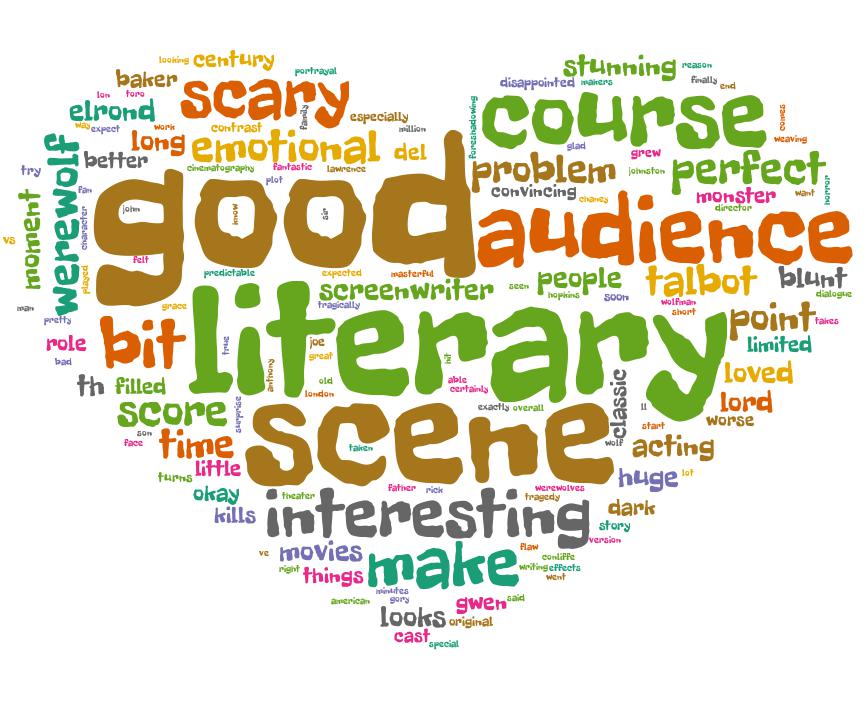 looking century
baker
portrayal
stunning reason
disappointed makers
finally end
lon toro
scary
elrond
family
especially
foreshadowing
course
comes
way expect work
contrast
million
weaving
long emotional del
glad
try
werewolf
better
cinematography fantastic lawrence
plot
problem
grew
johnston
perfect
convincing
chaney
monster
want
horror
director
fan
moment
character
john
good
know
sir
audience
vs
felt
played
predictable expected masterful
seen people
hopkins
talbot
blunt
dialogue
screenwriter
soon
wolfman
short
man
grace
tragically
literary
pretty
role
bad
bit
true
joe
great
hit
point takes
limited
th filled
anthony
old
london
able
certainly
loved
score
surprise
exactly overall
classic
ll
lord
worse
son
face
time
scene
taken
wolf
start
acting
little
turns
huge lot
okay
theater
father rick
werewolves
tragedy
dark
kills
interesting
story
version
ve movies
make
flaw
conliffe
right things
writing effects
went
american
minutes
gory
gwen said
looks original
cast special